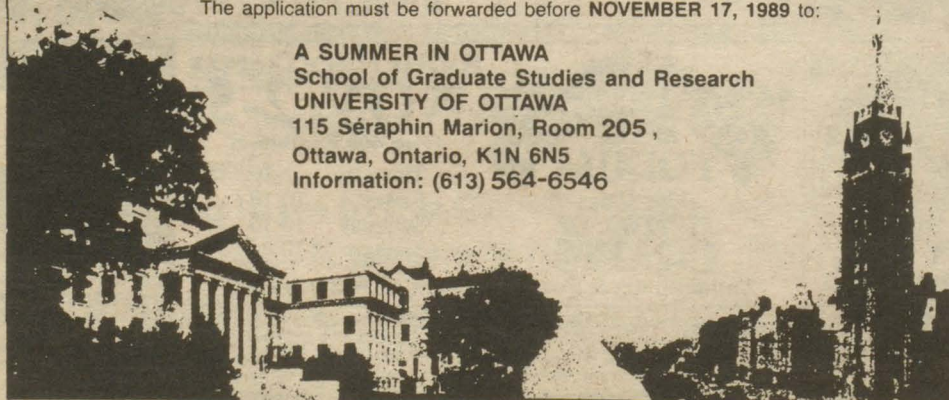 The application must be forwarded before NOVEMBER 17, 1989 to:
A SUMMER IN OTTAWA
School of Graduate Studies and Research
UNIVERSITY OF OTTAWA
115 Séraphin Marion, Room 205,
Ottawa, Ontario, K1N 6N5
Information: (613) 564-6546